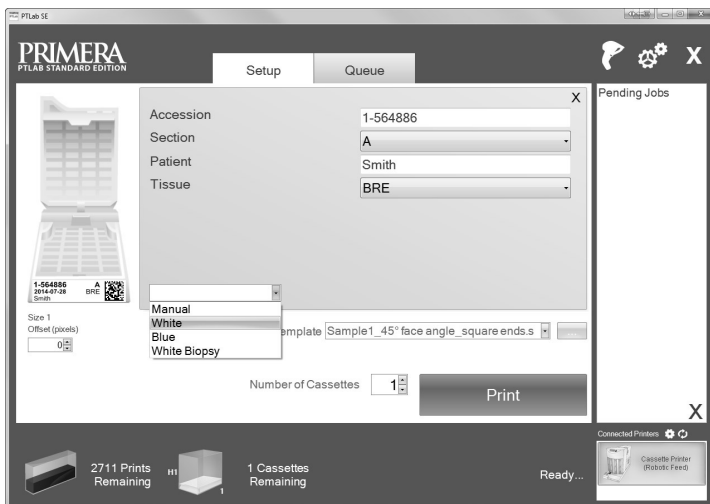 PTLab SE
PRIMERA
PTLAB STANDARD EDITION
Setup
Queue
X
X
Pending Jobs
Accession
1-564886
Section
A
Patient
Smith
Tissue
BRE
1-564886 A
2014-07-28 BRE
Smith
Size 1
Offset (pixels)
0
Manual
White
Blue
White Biopsy
emplate Sample1_45° face angle_square ends.s ...
Number of Cassettes 1
Print
X
Connected Printers
Cassette Printer
(Robotic Feed)
2711 Prints
Remaining
H1
1
1 Cassettes
Remaining
Ready...